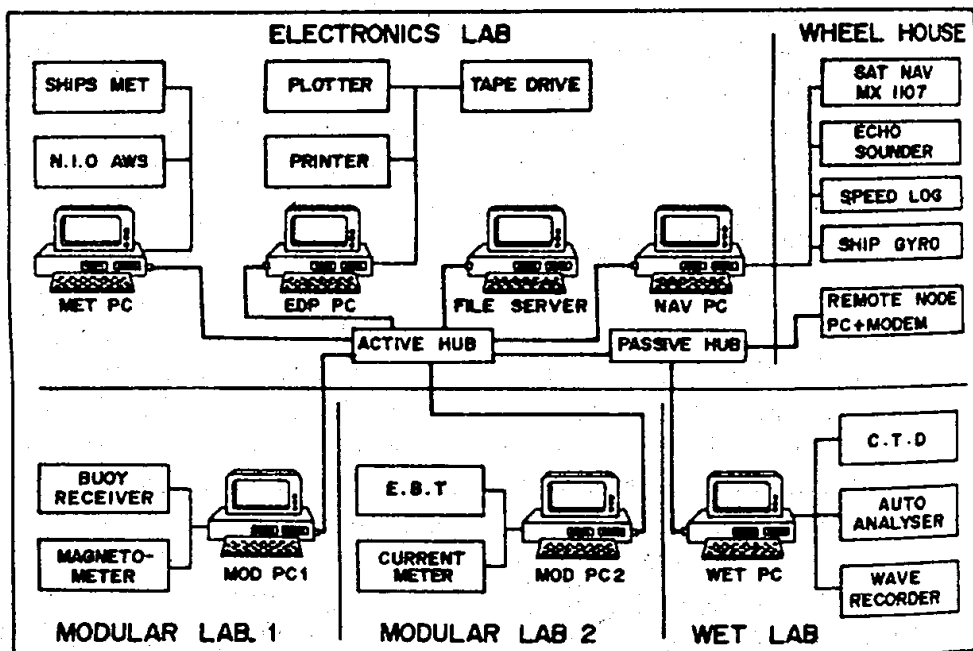 ELECTRONICS LAB
WHEEL HOUSE
SHIPS MET
N.I.O AWS
PLOTTER
TAPE DRIVE
PRINTER
SAT NAV
MX 1107
ECHO
SOUNDER
SPEED LOG
SHIP GYRO
MET PC
EDP PC
FILE SERVER
NAV PC
REMOTE NODE
PC+MODEM
ACTIVE HUB
PASSIVE HUB
BUOY
RECEIVER
MAGNETO-
METER
MOD PC1
E.B.T
CURRENT
METER
MOD PC2
WET PC
C.T.D
AUTO
ANALYSER
WAVE
RECORDER
MODULAR LAB. 1
MODULAR LAB 2
WET LAB